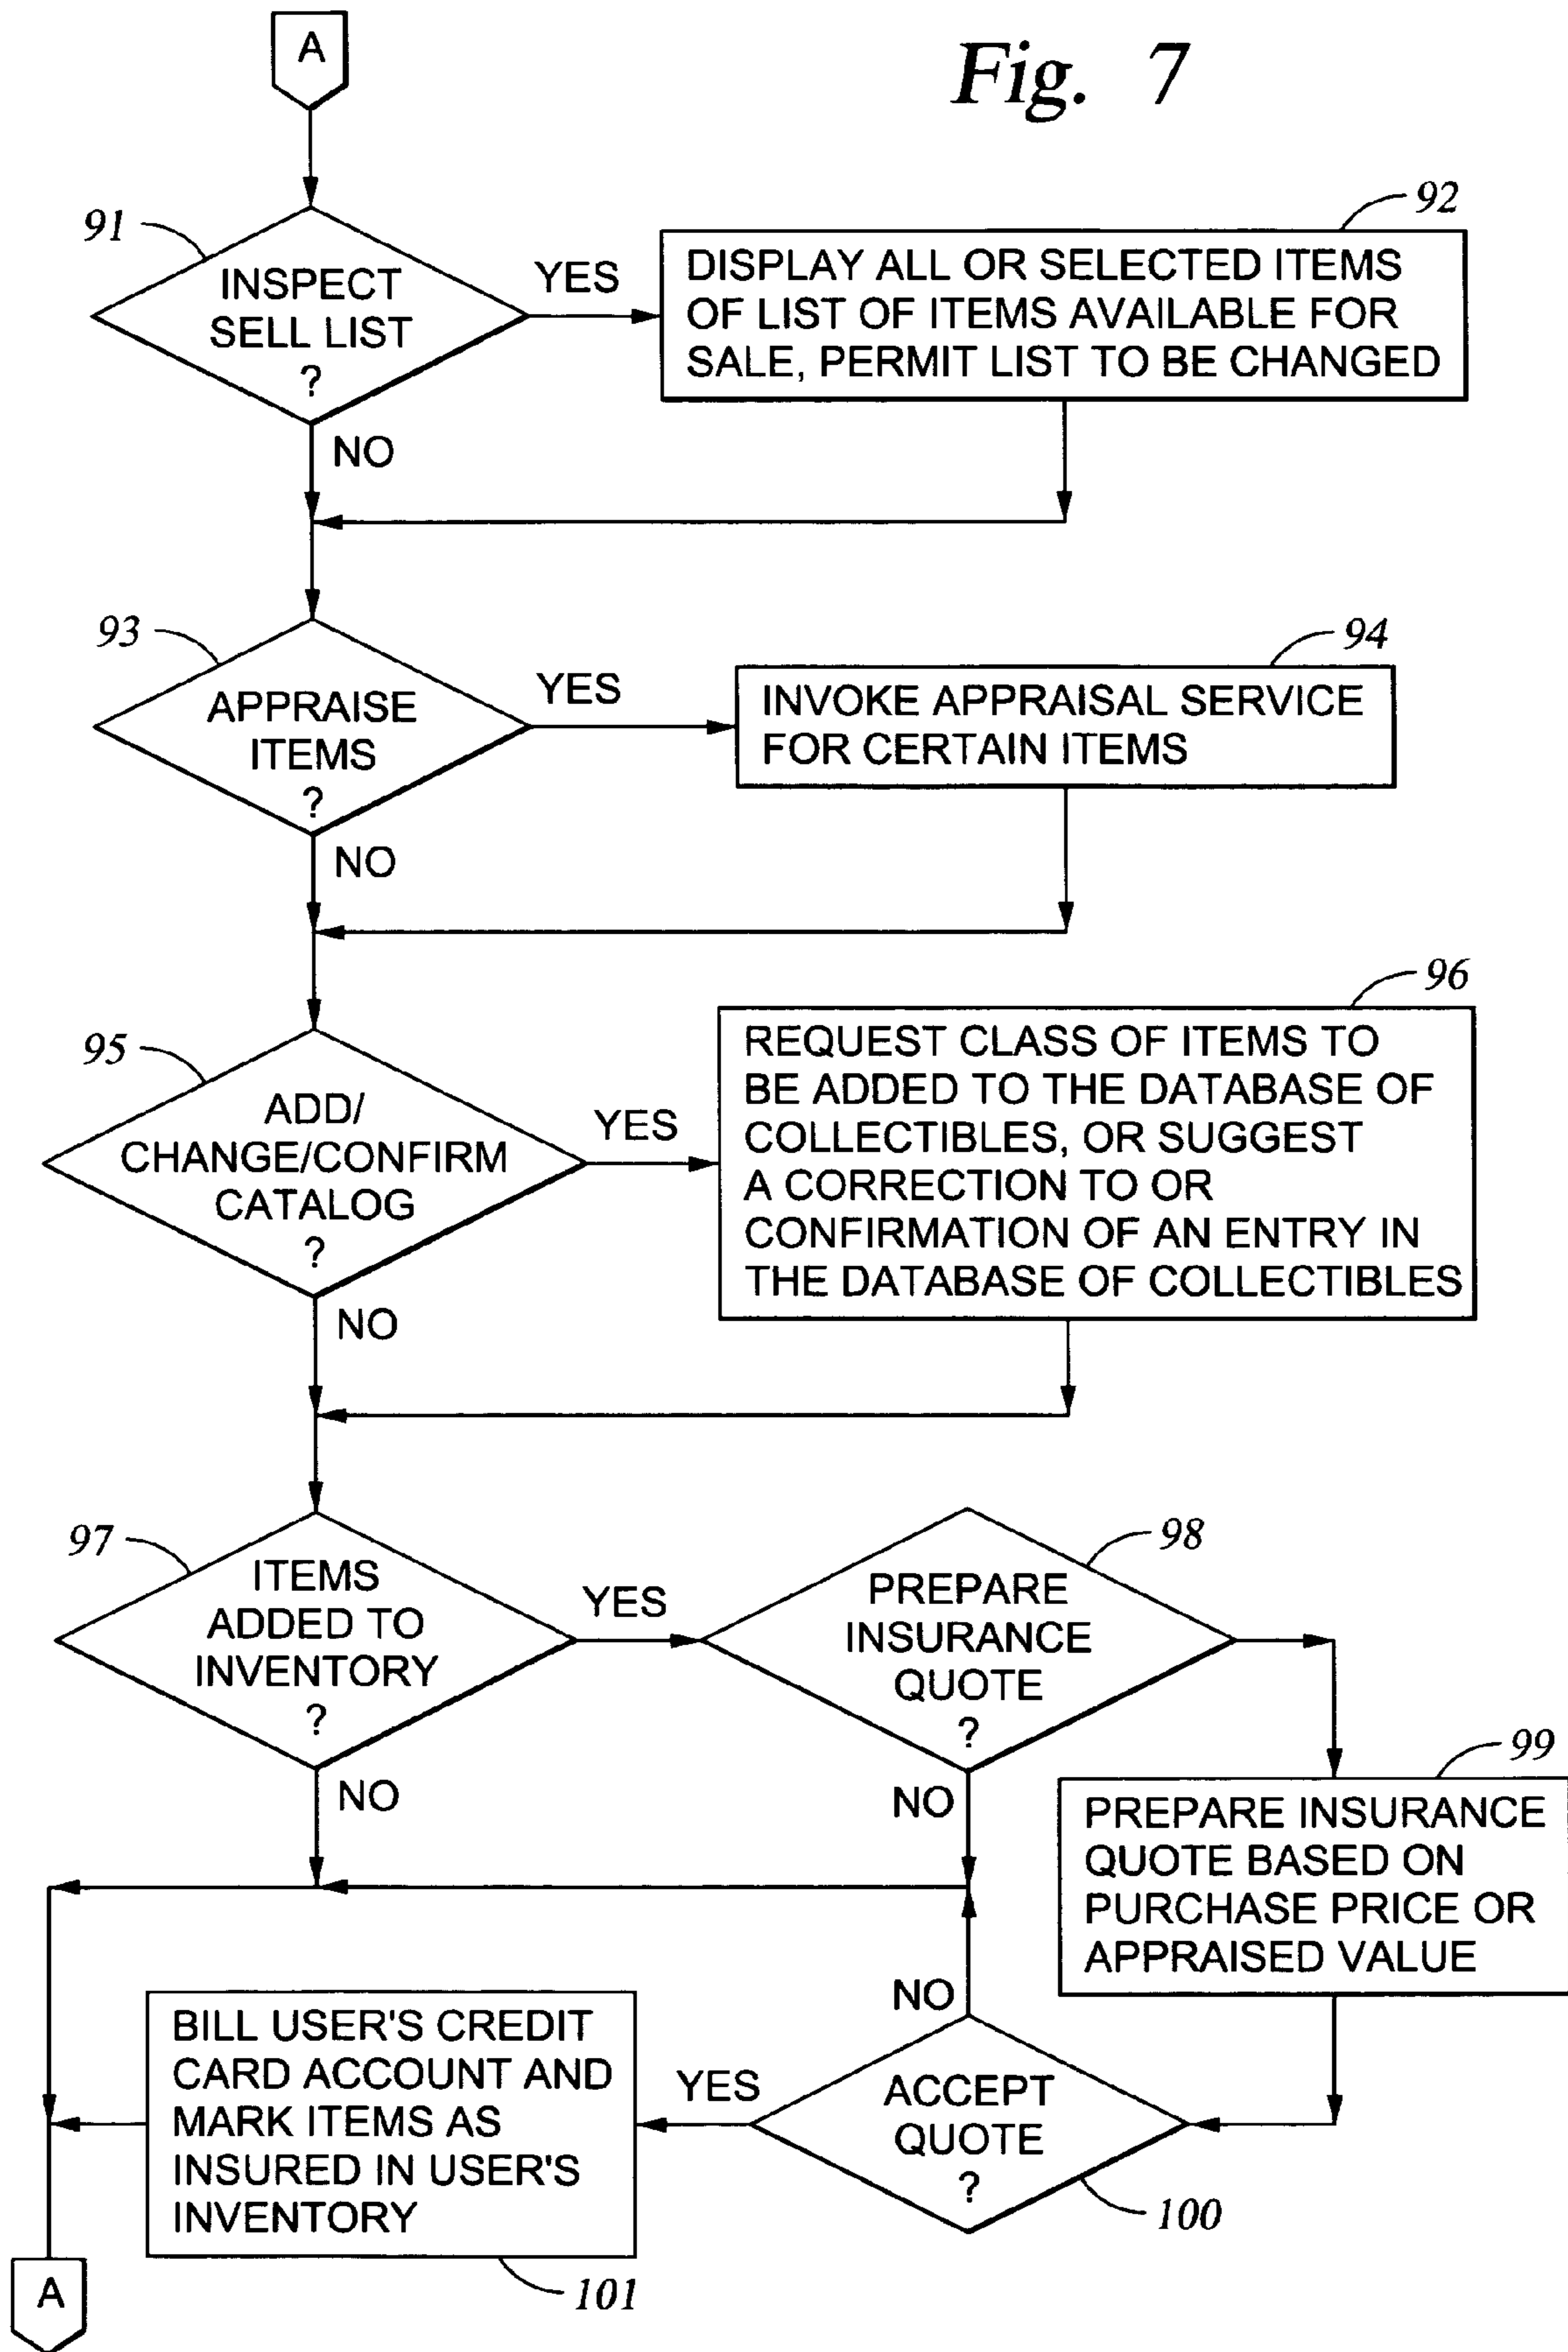 A
Fig. 7
91
INSPECT
SELL LIST
?
YES
92
DISPLAY ALL OR SELECTED ITEMS
OF LIST OF ITEMS AVAILABLE FOR
SALE, PERMIT LIST TO BE CHANGED
NO
93
APPRAISE
ITEMS
?
YES
94
INVOKE APPRAISAL SERVICE
FOR CERTAIN ITEMS
NO
95
ADD/
CHANGE/CONFIRM
CATALOG
?
YES
96
REQUEST CLASS OF ITEMS TO
BE ADDED TO THE DATABASE OF
COLLECTIBLES, OR SUGGEST
A CORRECTION TO OR
CONFIRMATION OF AN ENTRY IN
THE DATABASE OF COLLECTIBLES
NO
97
ITEMS
ADDED TO
INVENTORY
?
YES
98
PREPARE
INSURANCE
QUOTE
?
NO
NO
99
PREPARE INSURANCE
QUOTE BASED ON
PURCHASE PRICE OR
APPRAISED VALUE
NO
ACCEPT
QUOTE
?
100
YES
BILL USER'S CREDIT
CARD ACCOUNT AND
MARK ITEMS AS
INSURED IN USER'S
INVENTORY
101
A